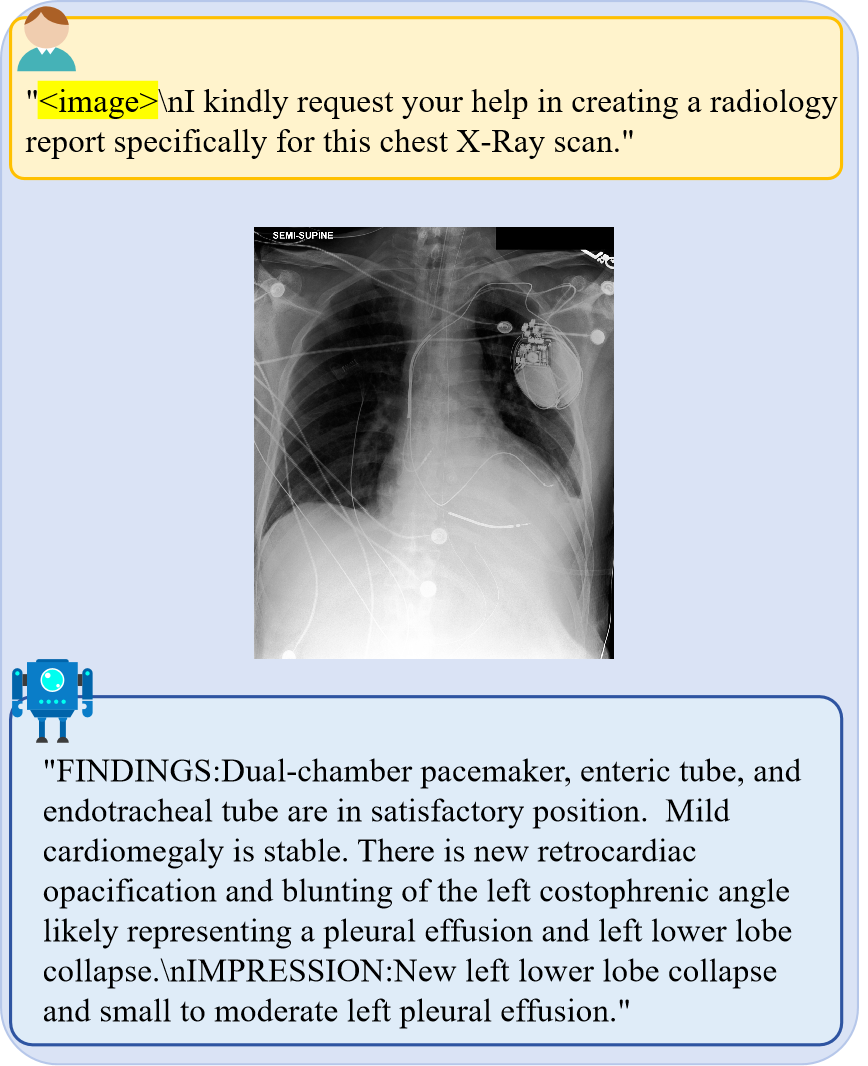 "<image>\nI kindly request your help in creating a radiology
report specifically for this chest X-Ray scan."
SEMI-SUPINE
"FINDINGS:Dual-chamber pacemaker, enteric tube, and
endotracheal tube are in satisfactory position.  Mild
cardiomegaly is stable. There is new retrocardiac
opacification and blunting of the left costophrenic angle
likely representing a pleural effusion and left lower lobe
collapse.\nIMPRESSION:New left lower lobe collapse
and small to moderate left pleural effusion."